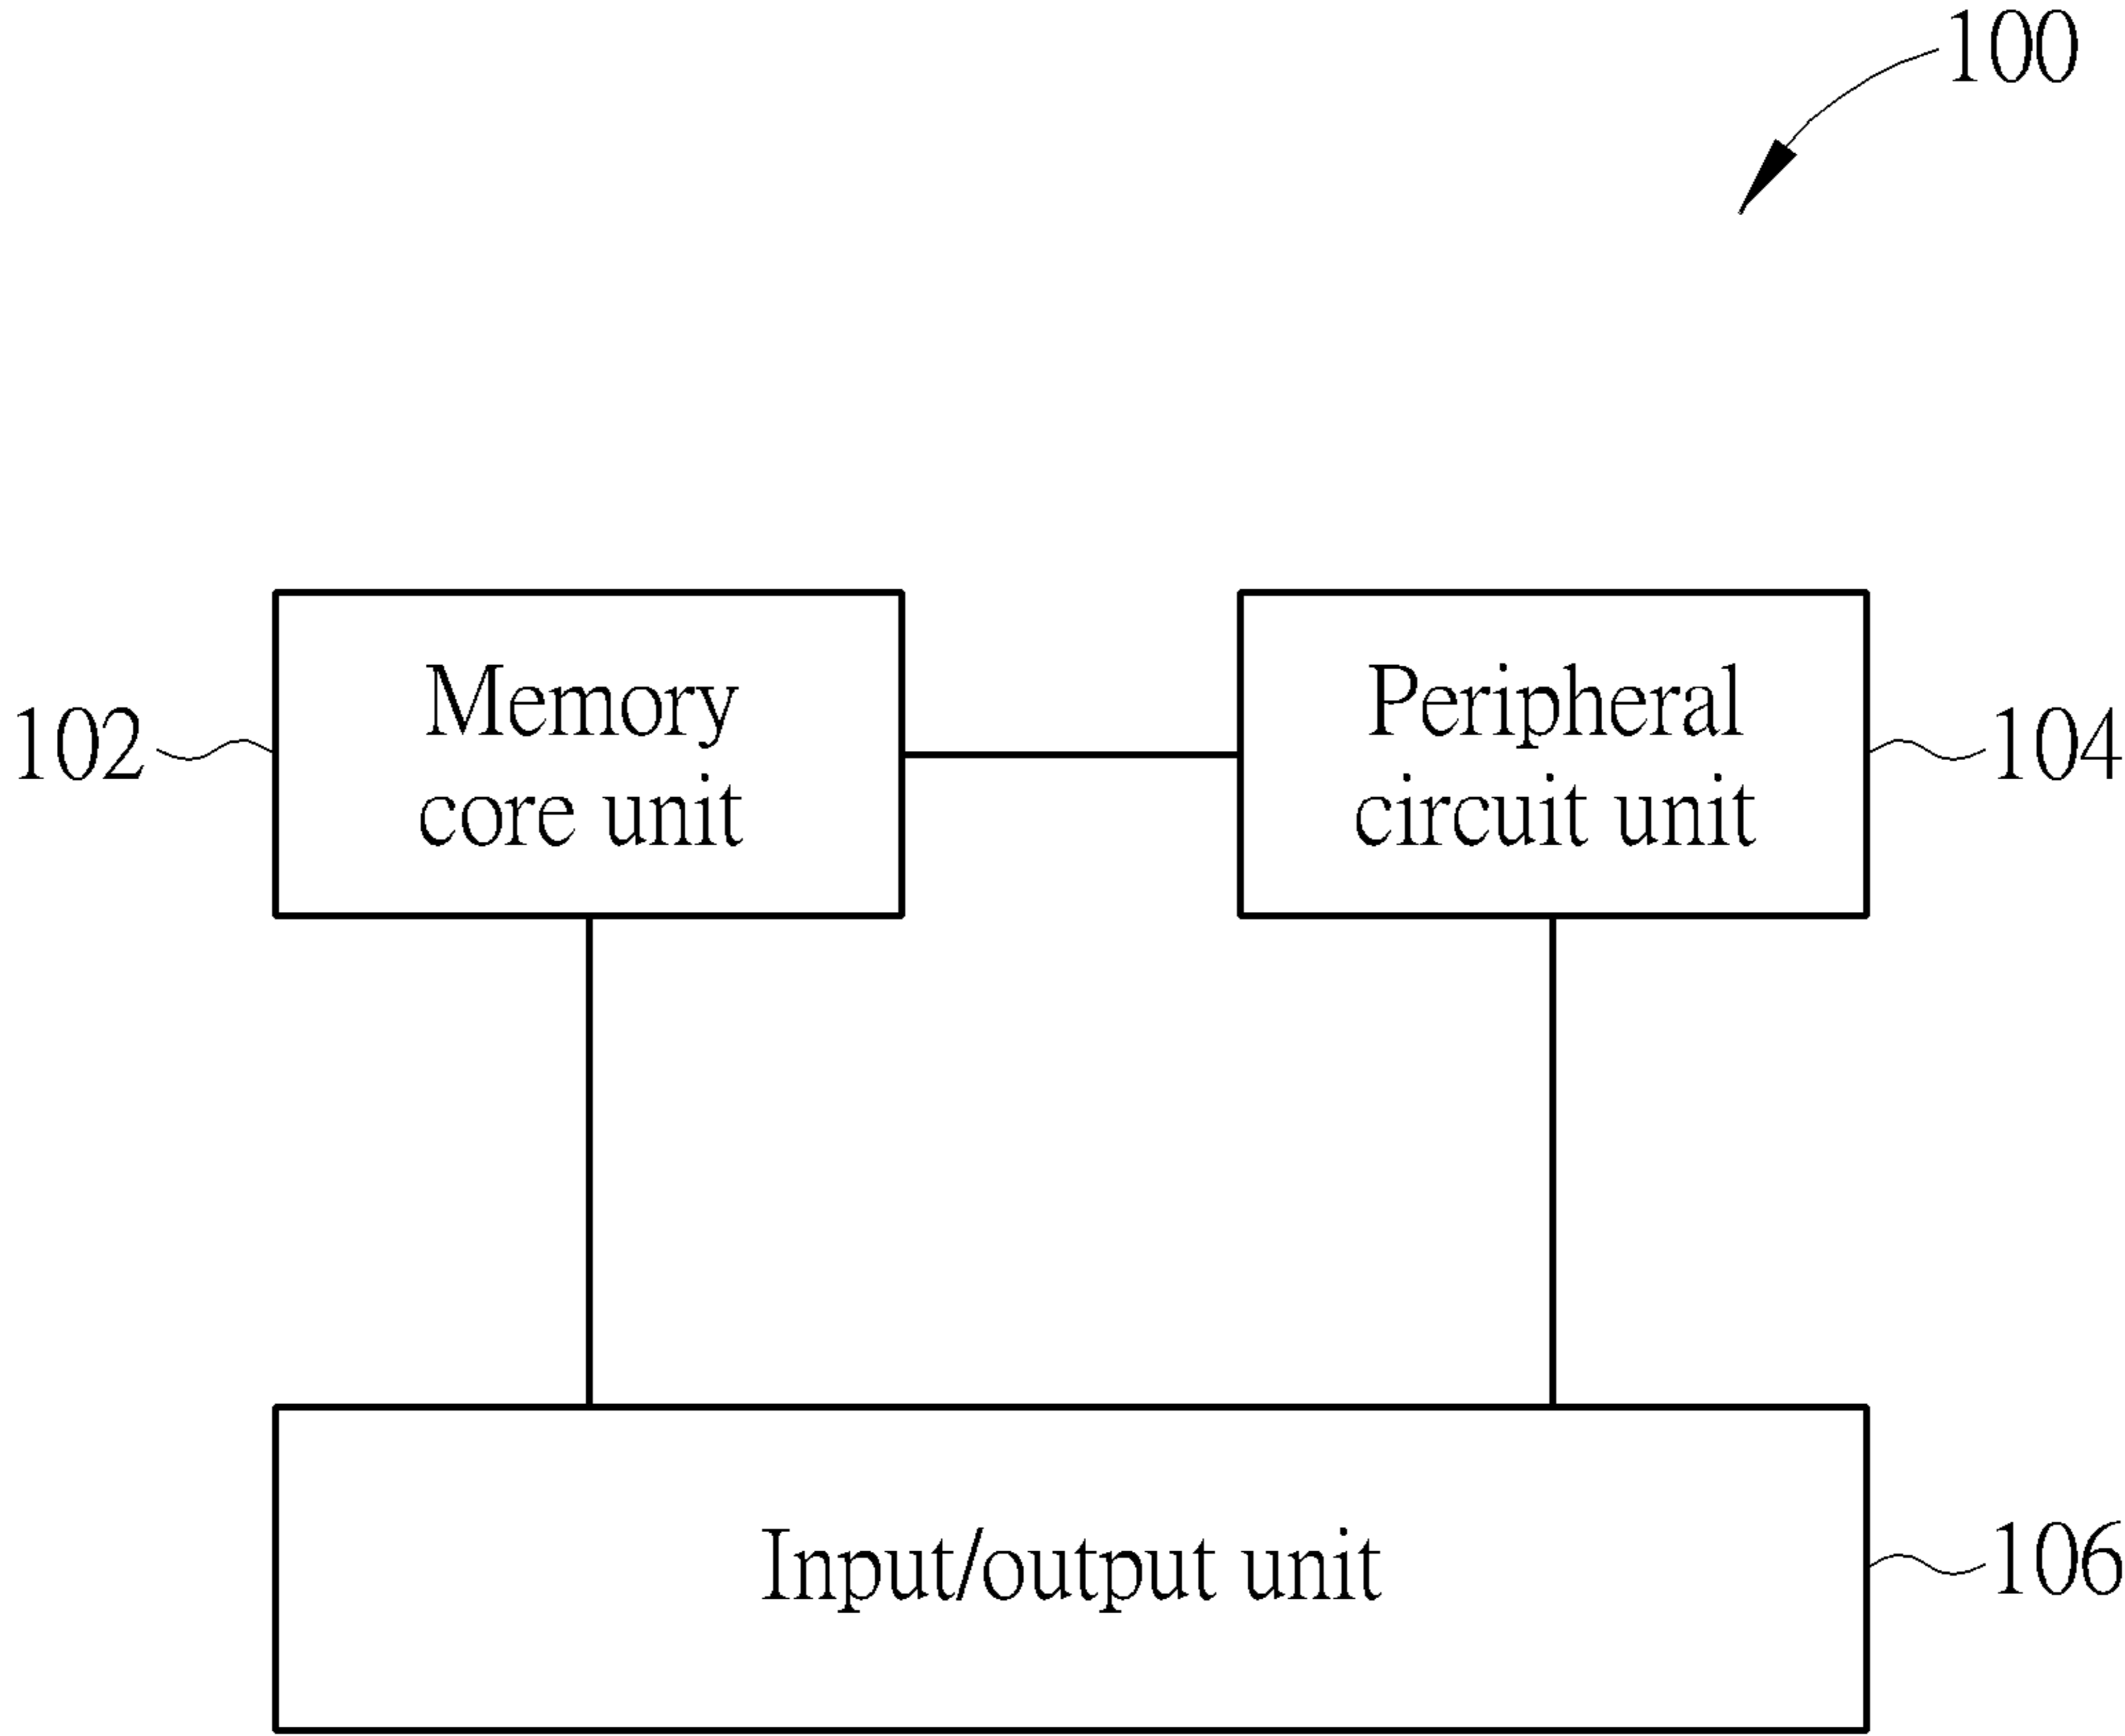 100
Memory
core unit
Peripheral
circuit unit
102
104
Input/output unit
106